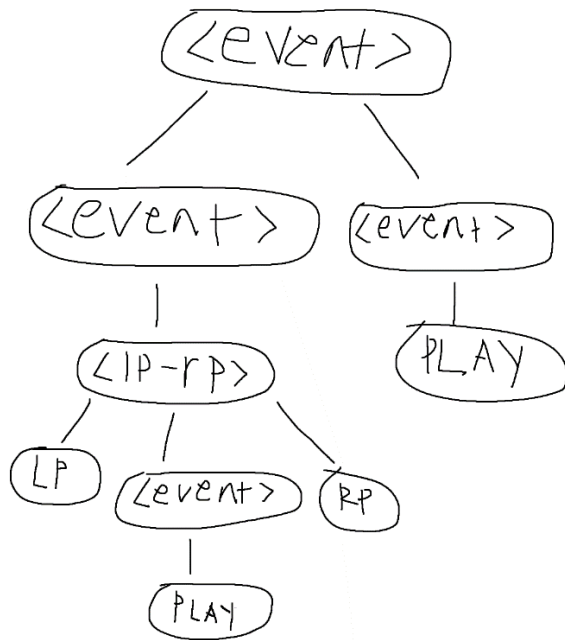 <event>
<event> <event>
<lp-rp> PLAY
LP <event> RP
PLAY